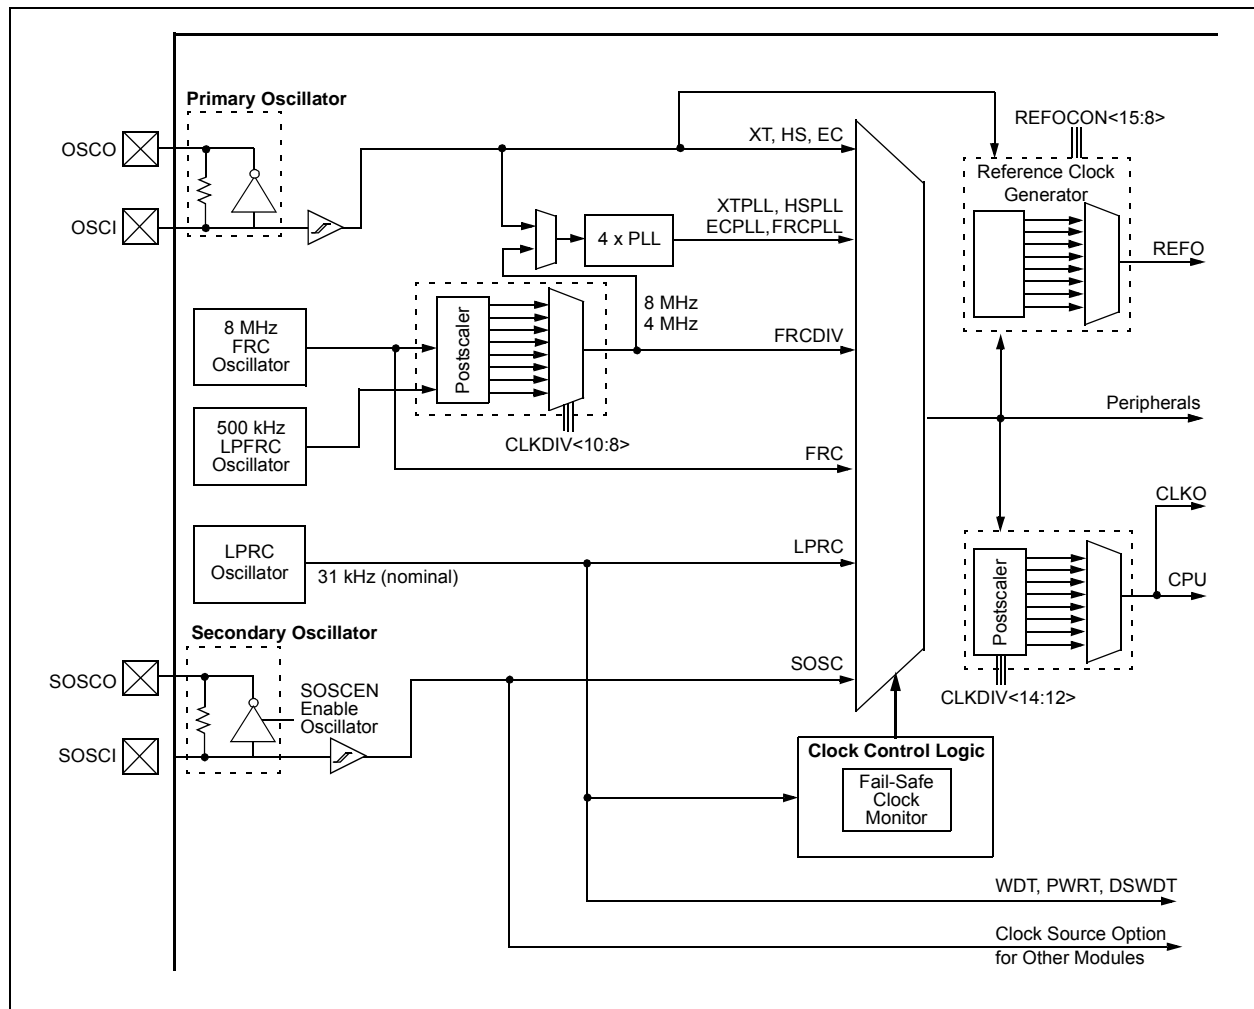 Primary Oscillator
OSCO
OSCI
XT, HS, EC
REFOCON<15:8>
Reference Clock
Generator
REFO
XTPLL, HSPLL
ECPLL,FRCPLL
4 x PLL
8 MHz
4 MHz
8 MHz
FRC
Oscillator
Postscaler
FRCDIV
500 kHz
LPFRC
Oscillator
CLKDIV<10:8>
FRC
Peripherals
CLKO
CPU
LPRC
Oscillator
31 kHz (nominal)
LPRC
Postscaler
CLKDIV<14:12>
Secondary Oscillator
SOSCO
SOSCI
SOSCEN
Enable
Oscillator
SOSC
Clock Control Logic
Fail-Safe
Clock
Monitor
WDT, PWRT, DSWDT
Clock Source Option
for Other Modules